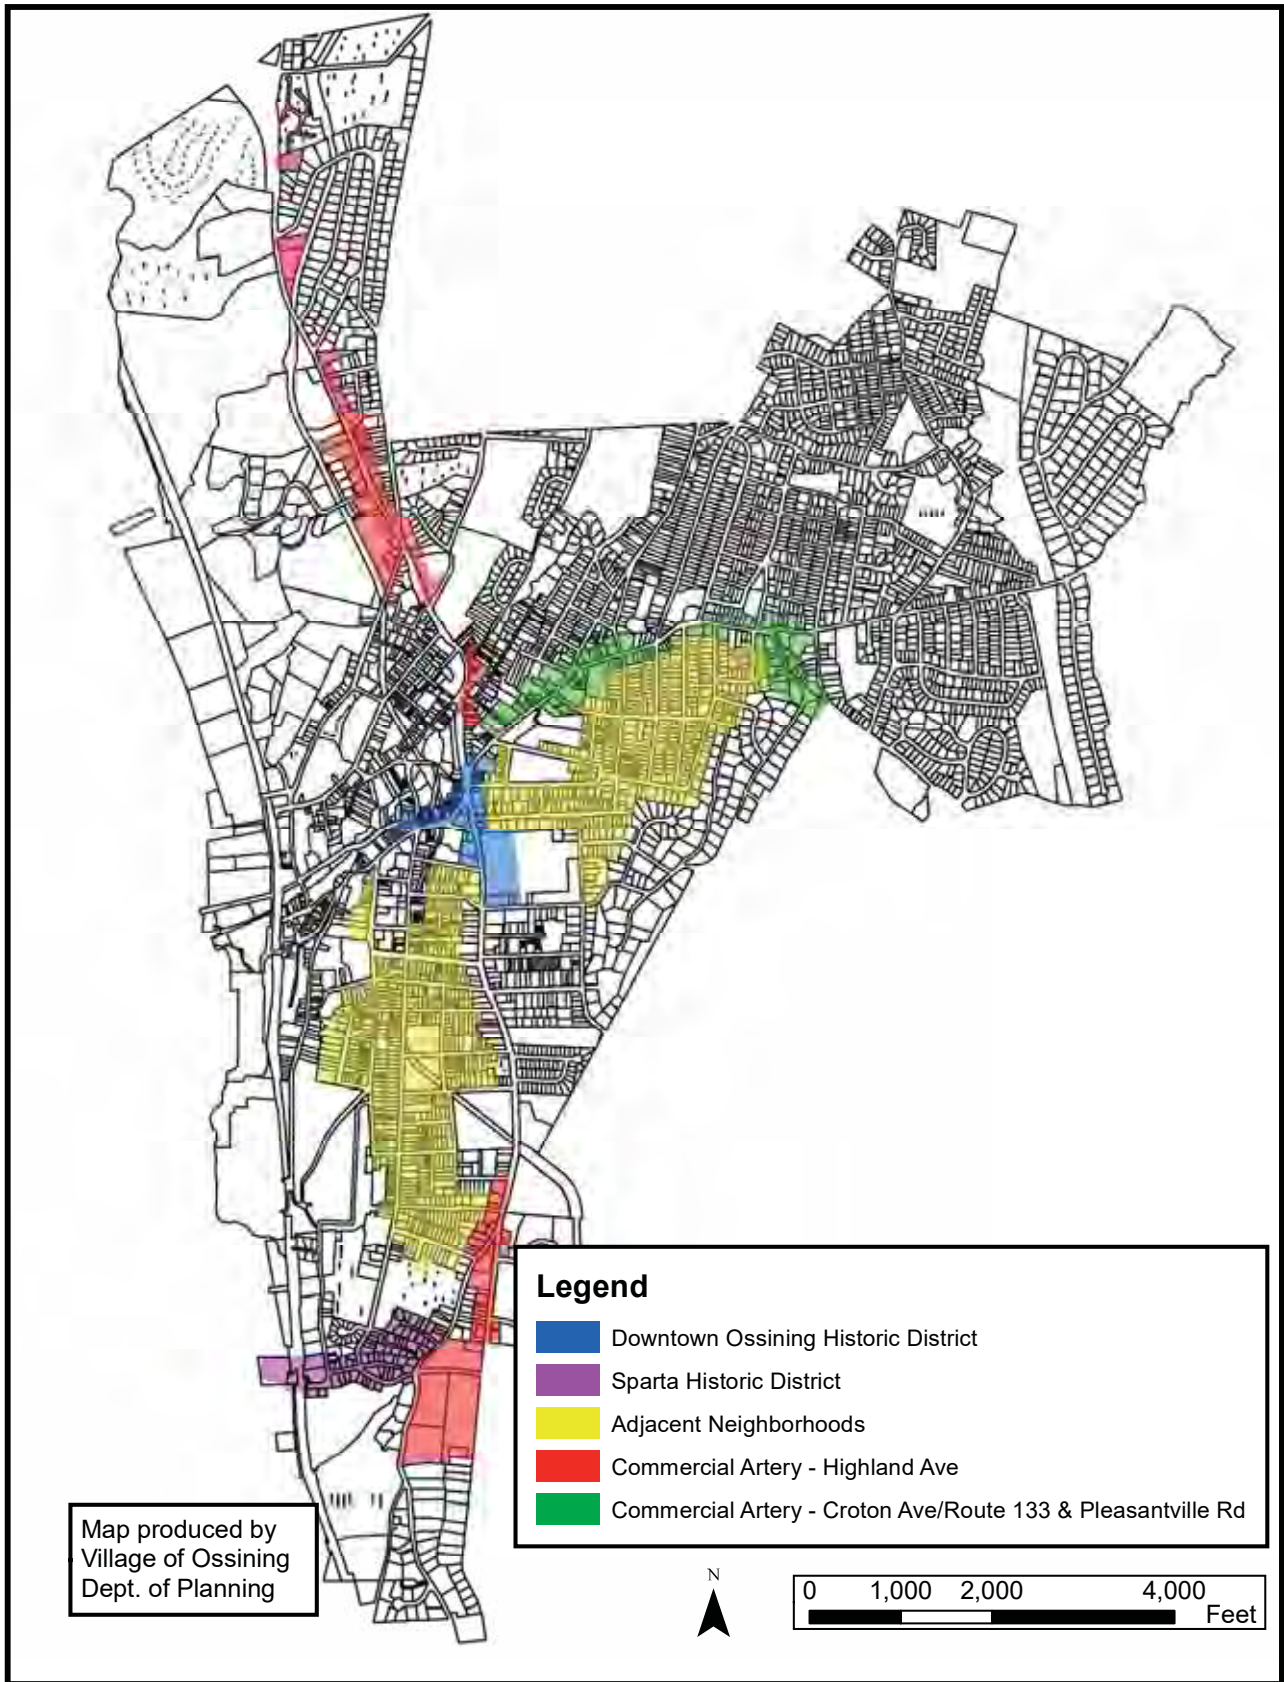 Legend
Downtown Ossining Historic District
Sparta Historic District
Adjacent Neighborhoods
Commercial Artery - Highland Ave
Commercial Artery - Croton Ave/Route 133 & Pleasantville Rd
Map produced by
Village of Ossining
Dept. of Planning
N
0 1,000 2,000 4,000
Feet